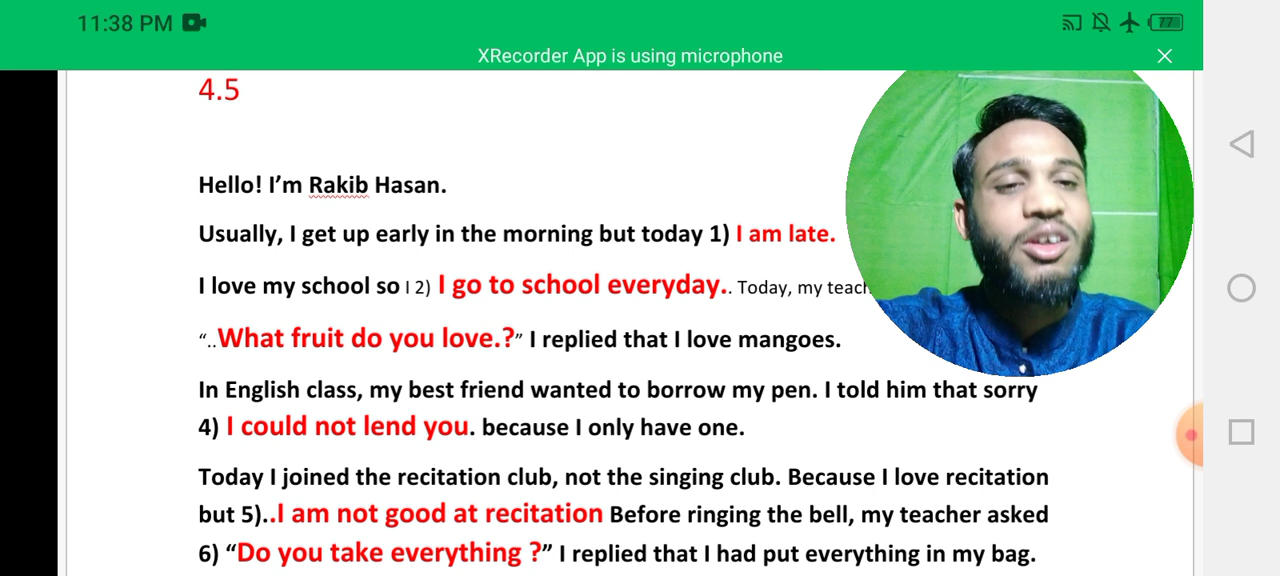 11:38 PM
77
XRecorder App is using microphone
4.5
Hello! I’m Rakib Hasan.
Usually, I get up early in the morning but today 1) I am late.
I love my school so I 2) I go to school everyday.. Today, my
“..What fruit do you love.?” I replied that I love mangoes.
In English class, my best friend wanted to borrow my pen. I told him that sorry
4) I could not lend you. because I only have one.
Today I joined the recitation club, not the singing club. Because I love recitation
but 5)..I am not good at recitation Before ringing the bell, my teacher asked
6) “Do you take everything ?” I replied that I had put everything in my bag.